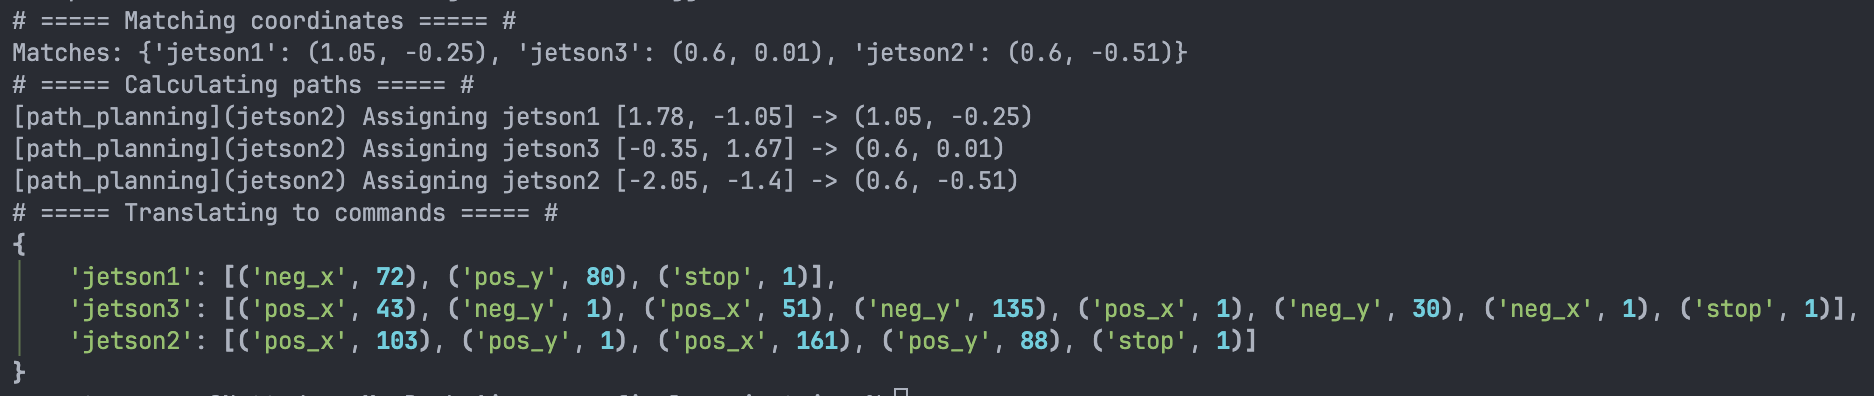 # ===== Matching coordinates ===== #
Matches: {'jetson1': (1.05, -0.25), 'jetson3': (0.6, 0.01), 'jetson2': (0.6, -0.51)}
# ===== Calculating paths ===== #
[path_planning](jetson2) Assigning jetson1 [1.78, -1.05] -> (1.05, -0.25)
[path_planning](jetson2) Assigning jetson3 [-0.35, 1.67] -> (0.6, 0.01)
[path_planning](jetson2) Assigning jetson2 [-2.05, -1.4] -> (0.6, -0.51)
# ===== Translating to commands ===== #
{
    'jetson1': [('neg_x', 72), ('pos_y', 80), ('stop', 1)],
    'jetson3': [('pos_x', 43), ('neg_y', 1), ('pos_x', 51), ('neg_y', 135), ('pos_x', 1), ('neg_y', 30), ('neg_x', 1), ('stop', 1)],
    'jetson2': [('pos_x', 103), ('pos_y', 1), ('pos_x', 161), ('pos_y', 88), ('stop', 1)]
}